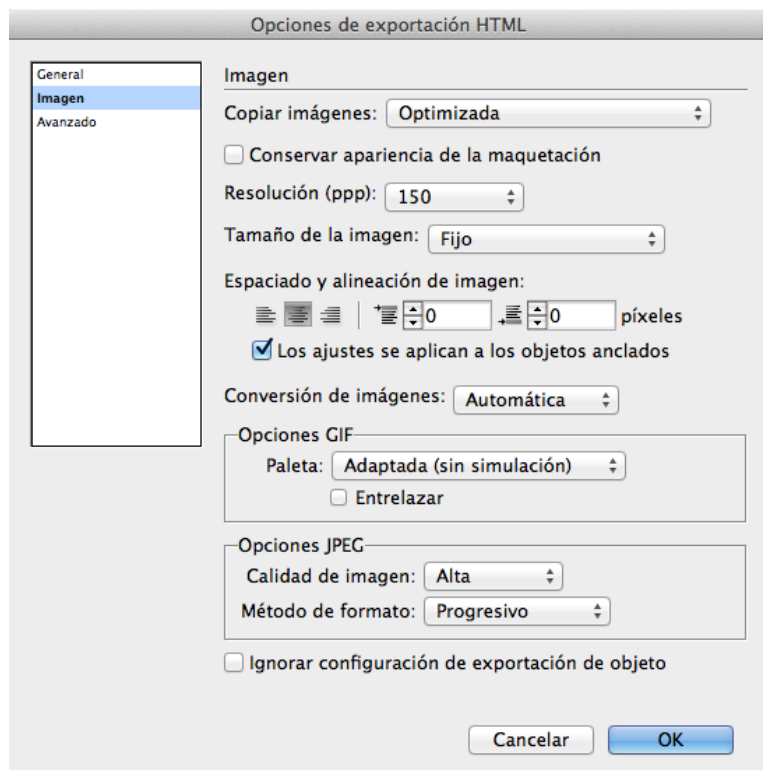 Opciones de exportación HTML
General
Imagen
Avanzado
Imagen
Copiar imágenes: Optimizada
Conservar apariencia de la maquetación
Resolución (ppp): 150
Tamaño de la imagen: Fijo
Espaciado y alineación de imagen:
0 0 píxeles
Los ajustes se aplican a los objetos anclados
Conversión de imágenes: Automática
Opciones GIF
Paleta: Adaptada (sin simulación)
Entrelazar
Opciones JPEG
Calidad de imagen: Alta
Método de formato: Progresivo
Ignorar configuración de exportación de objeto
Cancelar OK